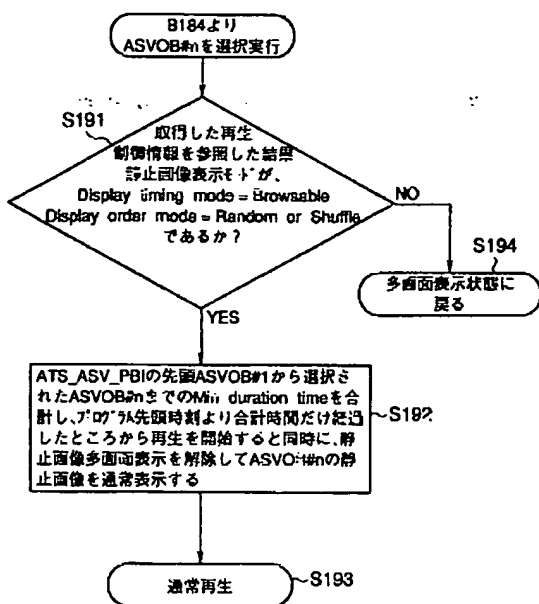 B184より
ASVOB#nを選択実行
S191
取得した再生
制御情報を参照した結果
静止画像表示モードが、
Display timing mode = Browsable
Display order mode = Random or Shuffle
であるか?
NO
S194
多画面表示状態に
戻る
YES
ATS_ASV_PBIの先頭ASVOB#1から選択さ
れたASVOB#nまでのMin duration timeを合
計し、プログラム先頭時刻より合計時間だけ経過
したところから再生を開始すると同時に、静
止画像多画面表示を解除してASVOB#nの静
止画像を通常表示する
S192
通常再生
S193